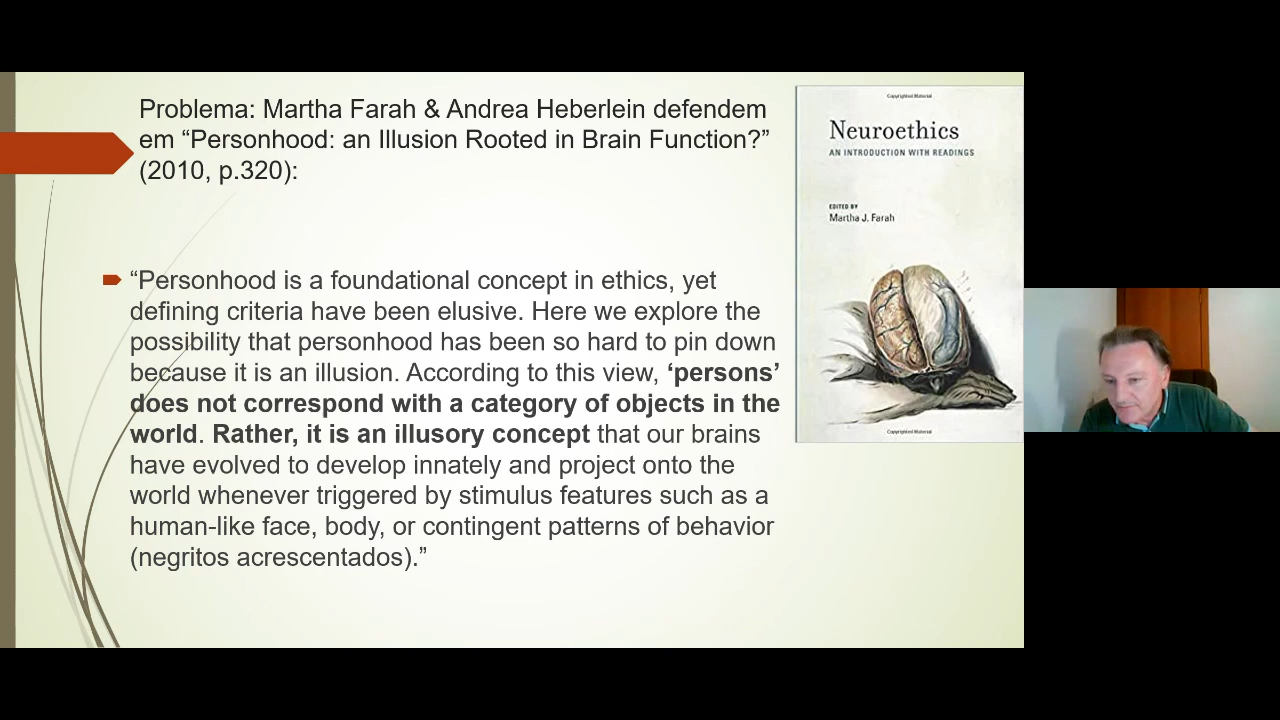 Problema: Martha Farah & Andrea Heberlein defendem
em “Personhood: an Illusion Rooted in Brain Function?”
(2010, p.320):
“Personhood is a foundational concept in ethics, yet
defining criteria have been elusive. Here we explore the
possibility that personhood has been so hard to pin down
because it is an illusion. According to this view, ‘persons’
does not correspond with a category of objects in the
world. Rather, it is an illusory concept that our brains
have evolved to develop innately and project onto the
world whenever triggered by stimulus features such as a
human-like face, body, or contingent patterns of behavior
(negritos acrescentados).”
Copyrighted Material
Neuroethics
AN INTRODUCTION WITH READINGS
EDITED BY
Martha J. Farah
Copyrighted Material